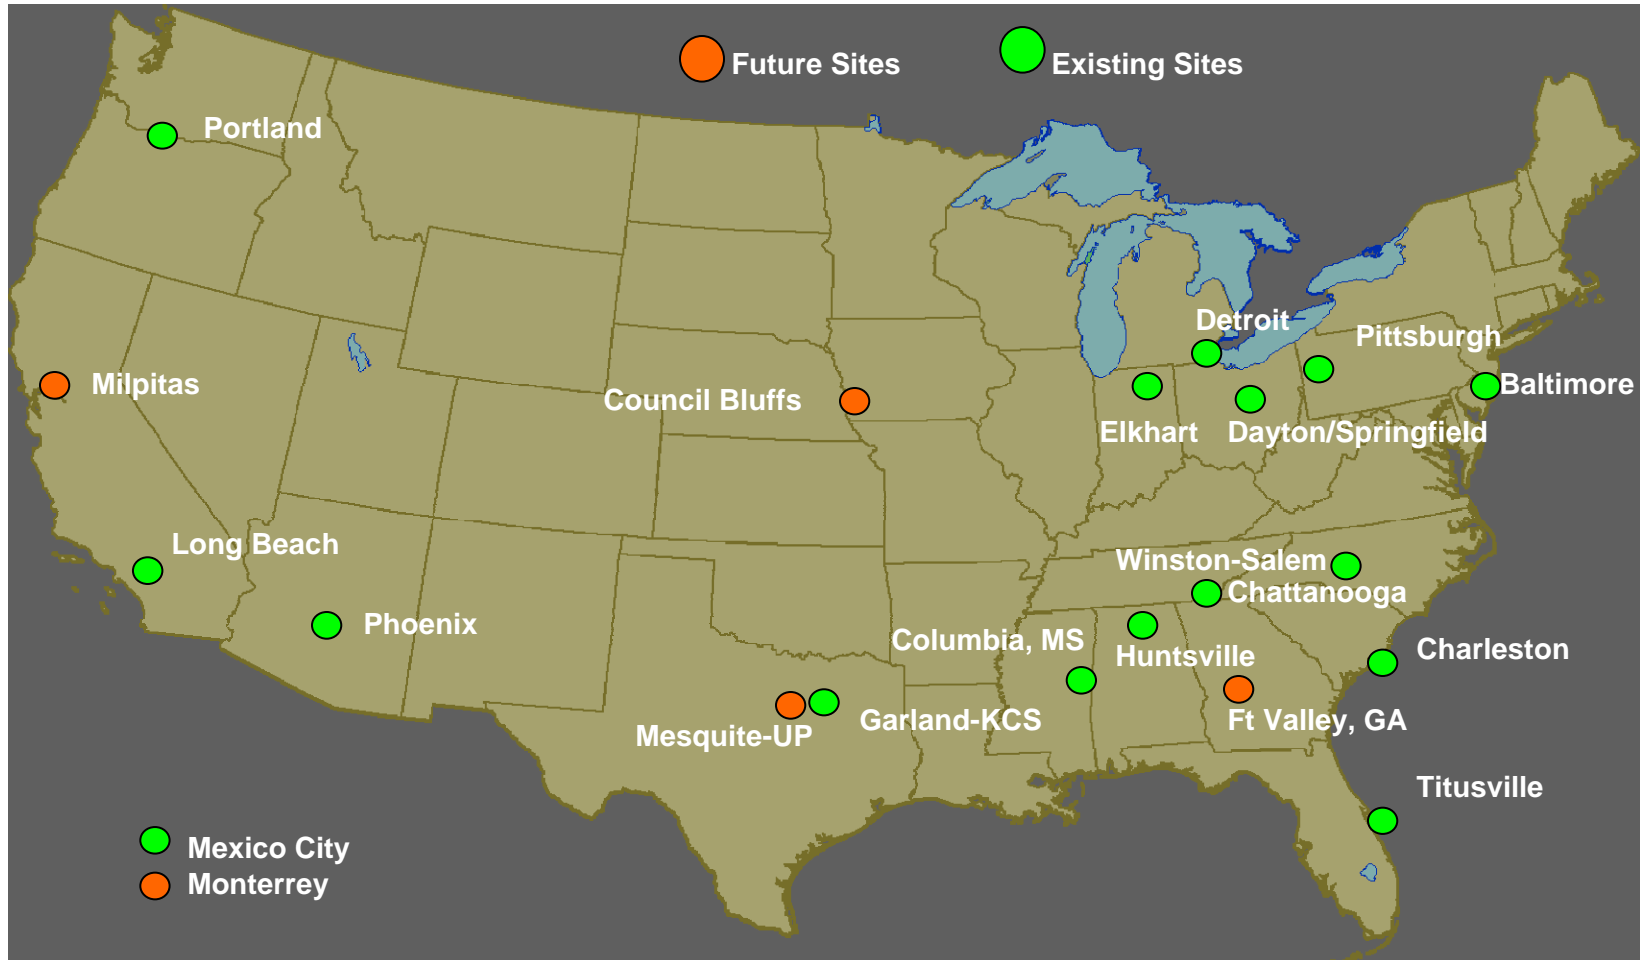 Future Sites
Existing Sites
Portland
Detroit
Pittsburgh
Milpitas
Council Bluffs
Baltimore
Elkhart
Dayton/Springfield
Long Beach
Winston-Salem
Chattanooga
Phoenix
Columbia, MS
Huntsville
Charleston
Garland-KCS
Ft Valley, GA
Mesquite-UP
Titusville
Mexico City
Monterrey